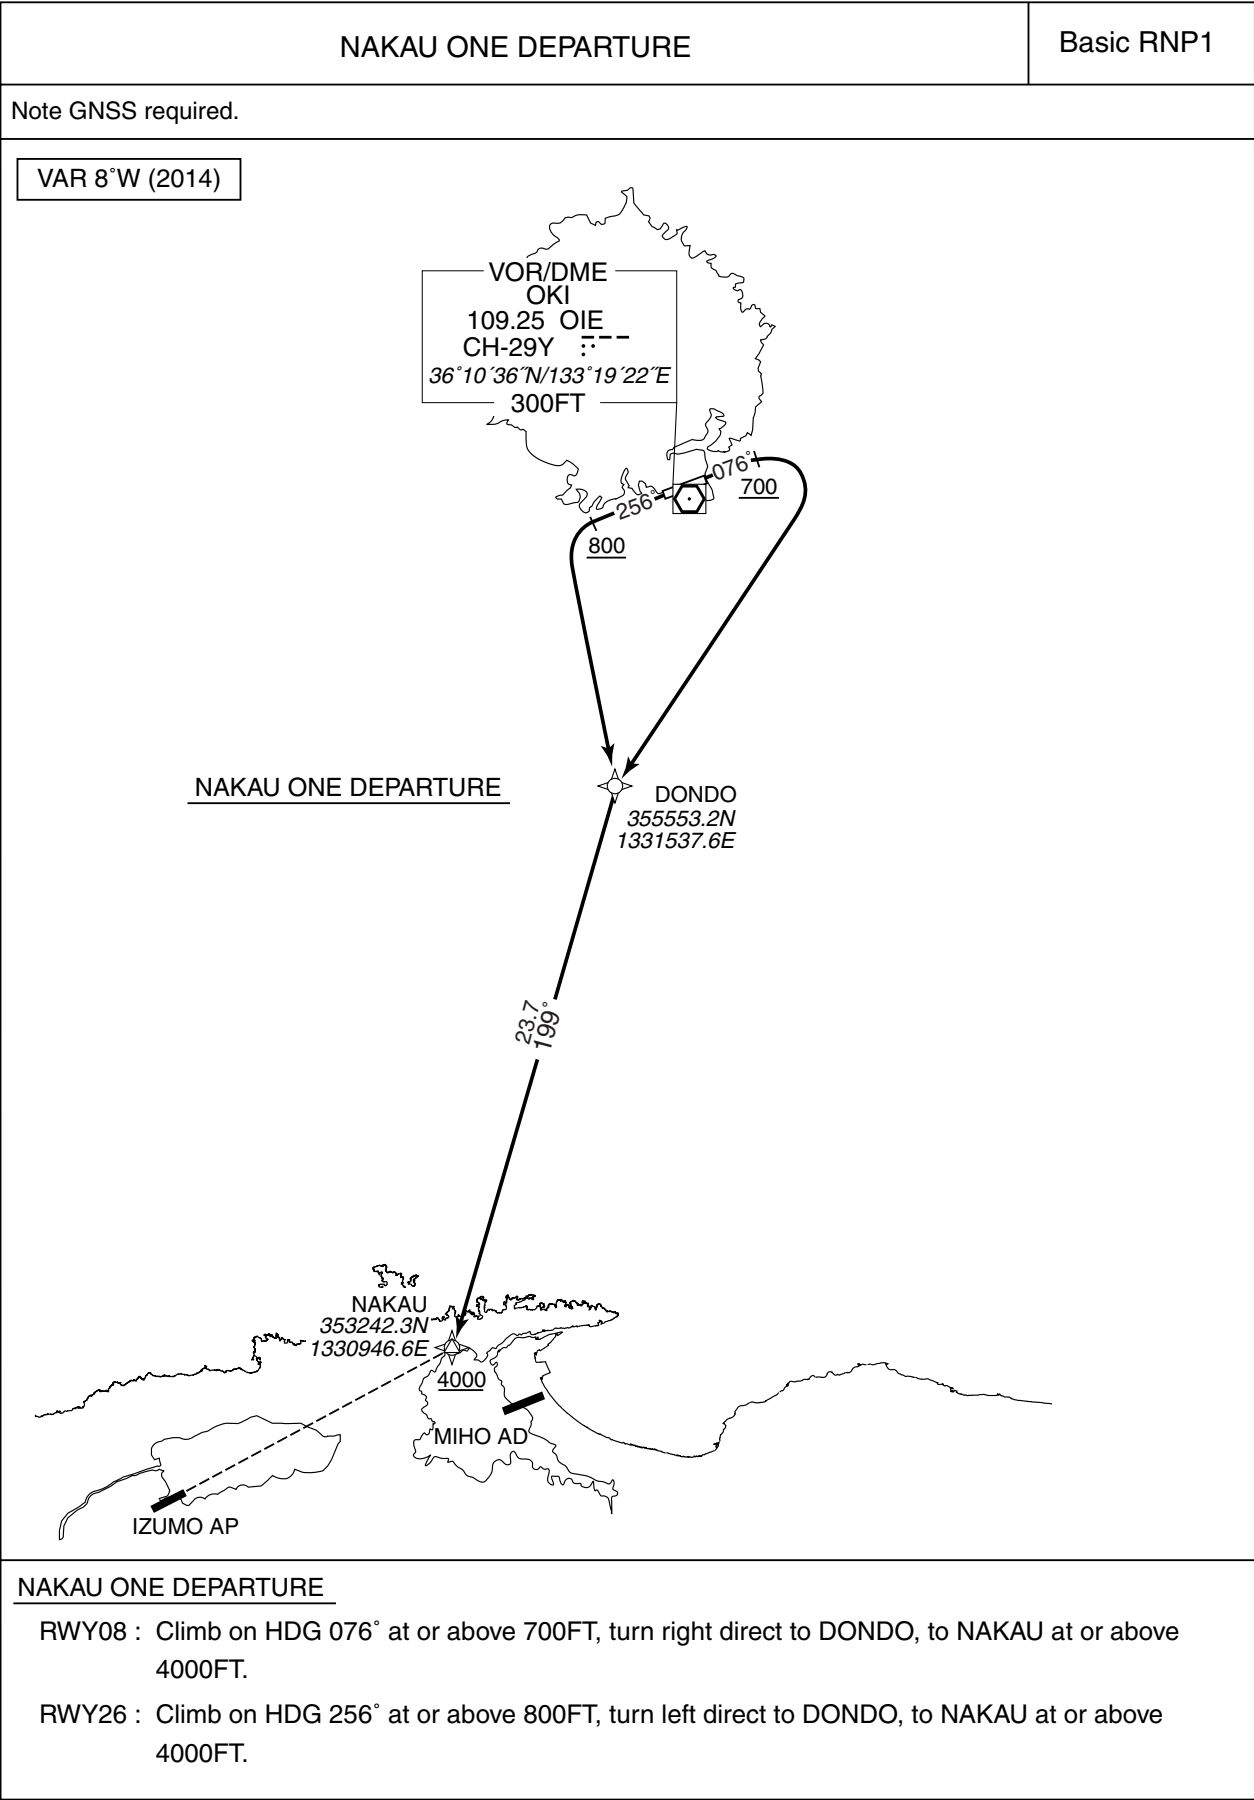 NAKAU ONE DEPARTURE
Basic RNP1
Note GNSS required.
VAR 8˚W (2014)
VOR/DME
OKI
109.25 OIE
CH-29Y
36˚10´36˝N/133˚19´22˝E
300FT
076˚
700
256˚
800
NAKAU ONE DEPARTURE
DONDO
355553.2N
1331537.6E
23.7
199˚
NAKAU
353242.3N
1330946.6E
4000
MIHO AD
IZUMO AP
NAKAU ONE DEPARTURE
RWY08 : Climb on HDG 076˚ at or above 700FT, turn right direct to DONDO, to NAKAU at or above
4000FT.
RWY26 : Climb on HDG 256˚ at or above 800FT, turn left direct to DONDO, to NAKAU at or above
4000FT.